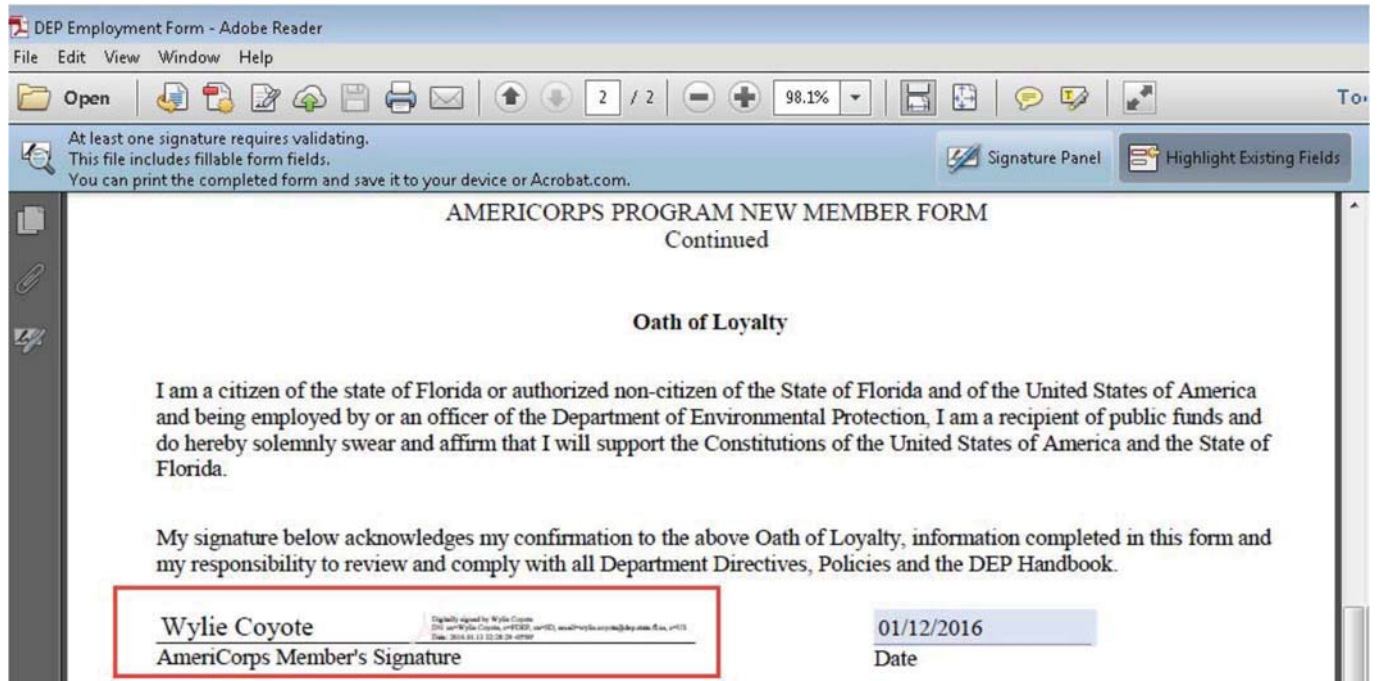 DEP Employment Form - Adobe Reader
File Edit View Window Help
Open 2 / 2 98.1%
At least one signature requires validating.
This file includes fillable form fields.
You can print the completed form and save it to your device or Acrobat.com.
Signature Panel Highlight Existing Fields
AMERICORPS PROGRAM NEW MEMBER FORM
Continued
Oath of Loyalty
I am a citizen of the state of Florida or authorized non-citizen of the State of Florida and of the United States of America
and being employed by or an officer of the Department of Environmental Protection, I am a recipient of public funds and
do hereby solemnly swear and affirm that I will support the Constitutions of the United States of America and the State of
Florida.
My signature below acknowledges my confirmation to the above Oath of Loyalty, information completed in this form and
my responsibility to review and comply with all Department Directives, Policies and the DEP Handbook.
Wylie Coyote
Digitally signed by Wylie Coyote
01/12/2016
AmeriCorps Member's Signature Date